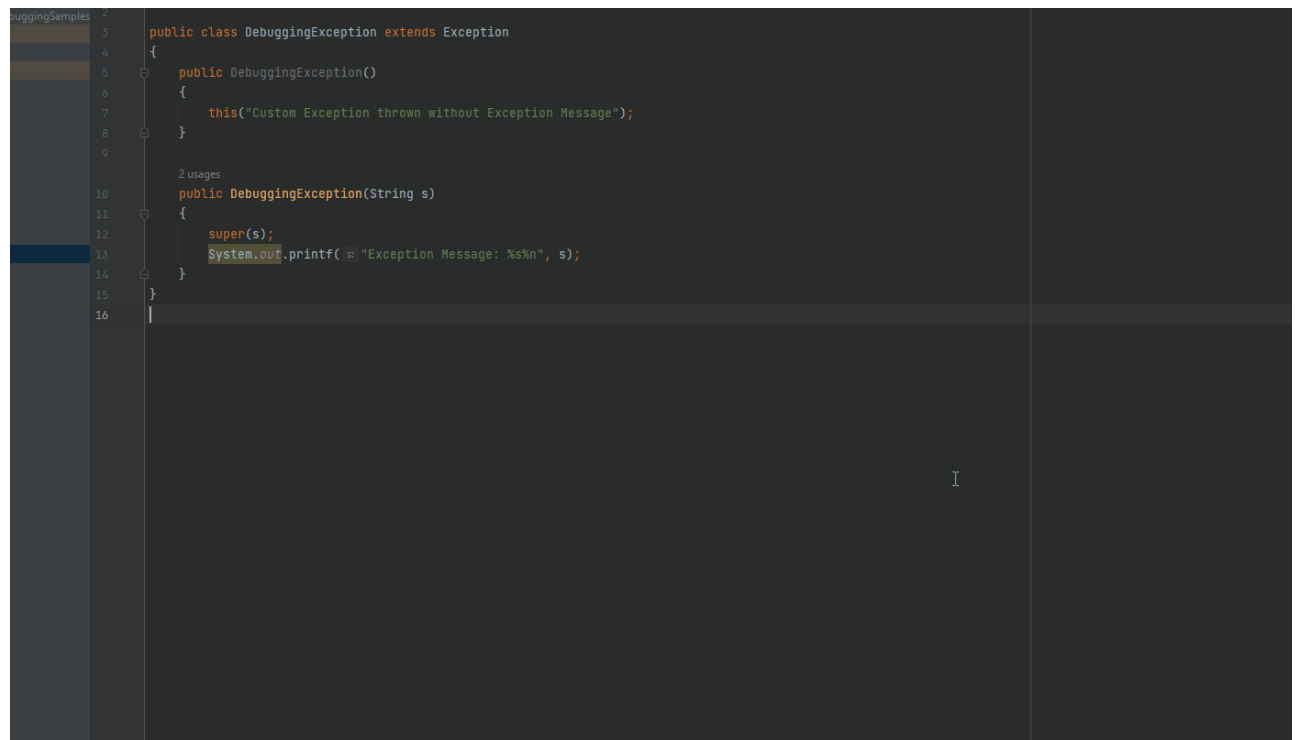 buggingSamples
2
3 public class DebuggingException extends Exception
4 {
5 public DebuggingException()
6 {
7 this("Custom Exception thrown without Exception Message");
8 }
9
2 usages
10 public DebuggingException(String s)
11 {
12 super(s);
13 System.out.printf( s: "Exception Message: %s%n", s);
14 }
15 }
16